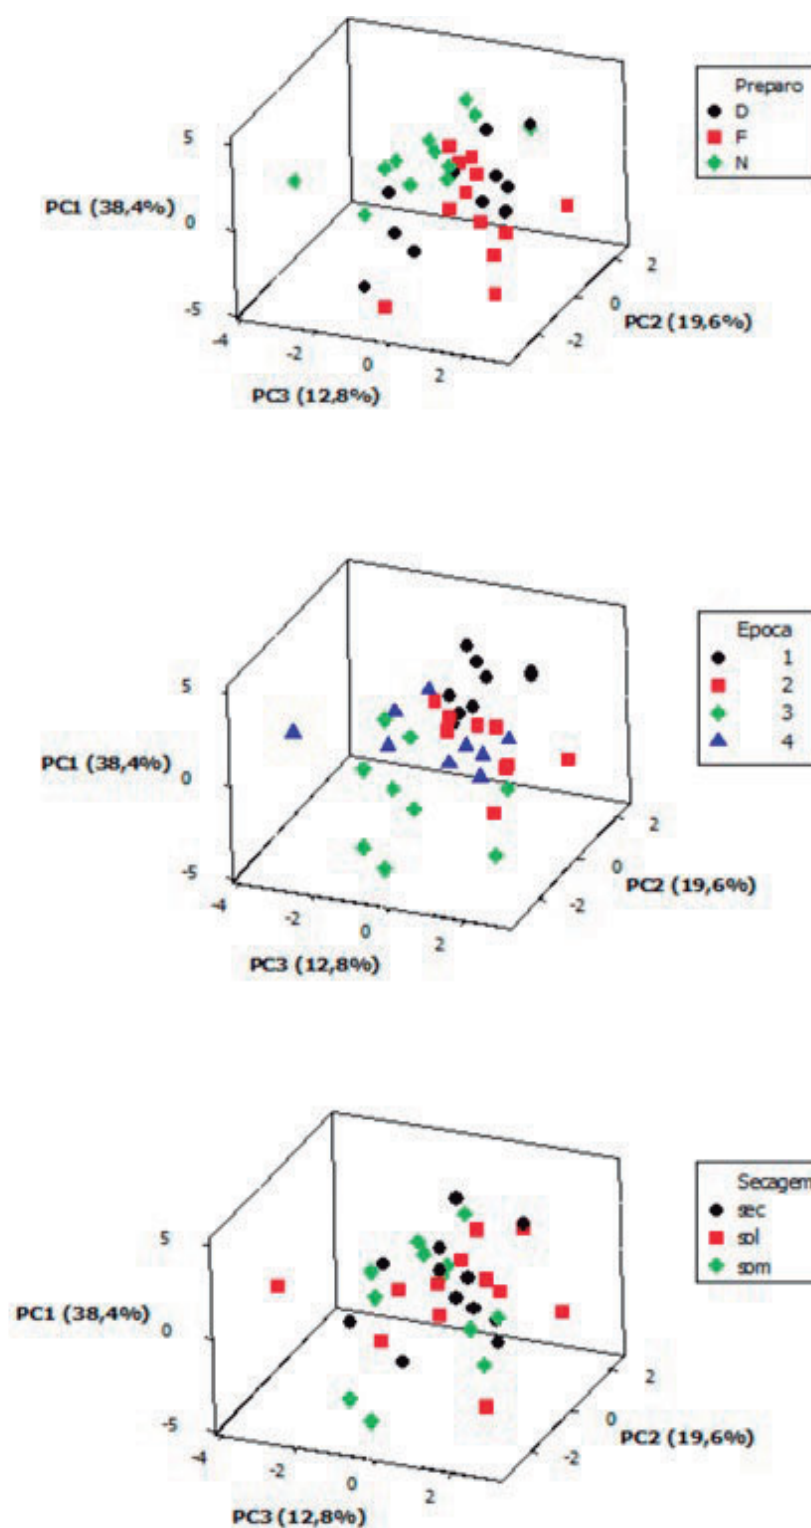 Preparo
D
F
N
5
PC1 (38,4%)
0
-5
-4
-2
0
2
PC3 (12,8%)
2
0
-2
PC2 (19,6%)
Epoca
1
2
3
4
5
PC1 (38,4%)
0
-5
-4
-2
0
2
PC3 (12,8%)
2
0
-2
PC2 (19,6%)
Secagem
sec
sol
som
5
PC1 (38,4%)
0
-5
-4
-2
0
2
PC3 (12,8%)
2
0
-2
PC2 (19,6%)